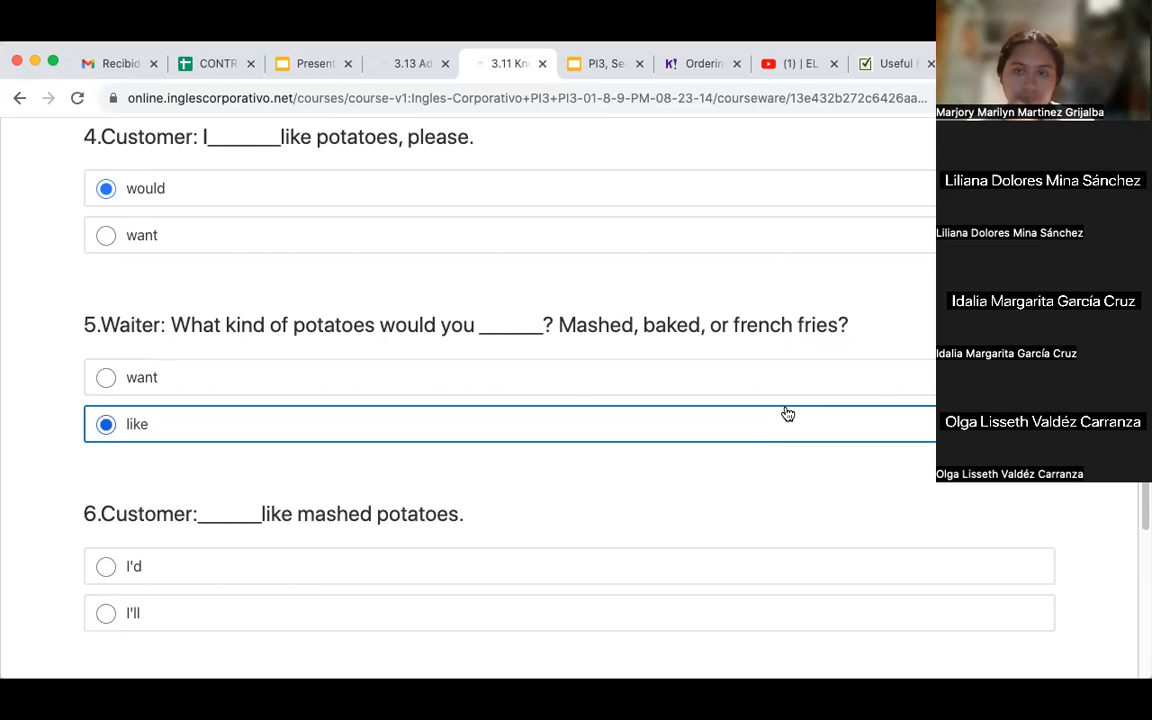 Recibid
CONTR
Present
3.13 Ad
3.11 Kn
PI3, Se
Orderin
(1) | EL
Useful
online.inglescorporativo.net/courses/course-v1:Ingles-Corporativo+PI3+PI3-01-8-9-PM-08-23-14/courseware/13e432b272c6426aa...
4.Customer: I________like potatoes, please.
would
want
5.Waiter: What kind of potatoes would you _______? Mashed, baked, or french fries?
want
like
6.Customer:_______like mashed potatoes.
I'd
I'll
Marjory Marilyn Martinez Grijalba
Liliana Dolores Mina Sánchez
Liliana Dolores Mina Sánchez
Idalia Margarita García Cruz
Idalia Margarita García Cruz
Olga Lisseth Valdéz Carranza
Olga Lisseth Valdéz Carranza